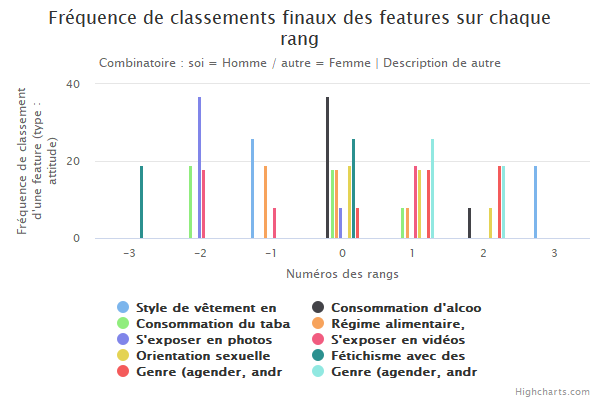 Fréquence de classements finaux des features sur chaque
rang
Combinatoire : soi = Homme / autre = Femme | Description de autre
Fréquence de classement
d'une feature (type :
attitude)
40
20
0
−3 −2 −1 0 1 2 3
Numéros des rangs
Style de vêtement en Consommation d'alcoo
Consommation du taba Régime alimentaire,
S'exposer en photos S'exposer en vidéos
Orientation sexuelle Fétichisme avec des
Genre (agender, andr Genre (agender, andr
Highcharts.com